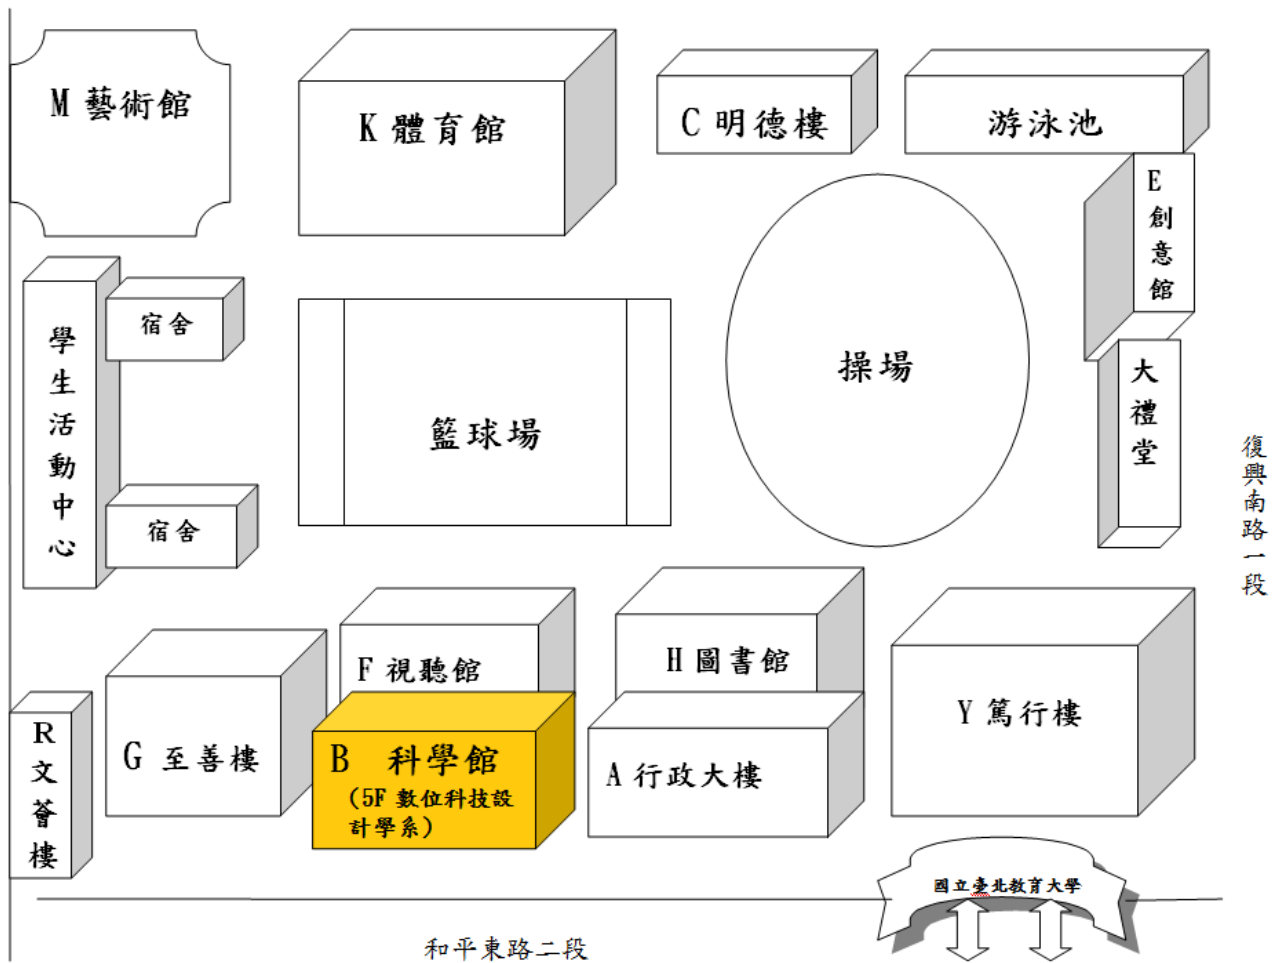 M 藝術館
K 體育館
C 明德樓
游泳池
E 創意館
學生活動中心
宿舍
籃球場
操場
大禮堂
復興南路一段
宿舍
F 視聽館
H 圖書館
Y 篤行樓
R 文薈樓
G 至善樓
B 科學館
(5F 數位科技設
計學系)
A 行政大樓
國立臺北教育大學
和平東路二段